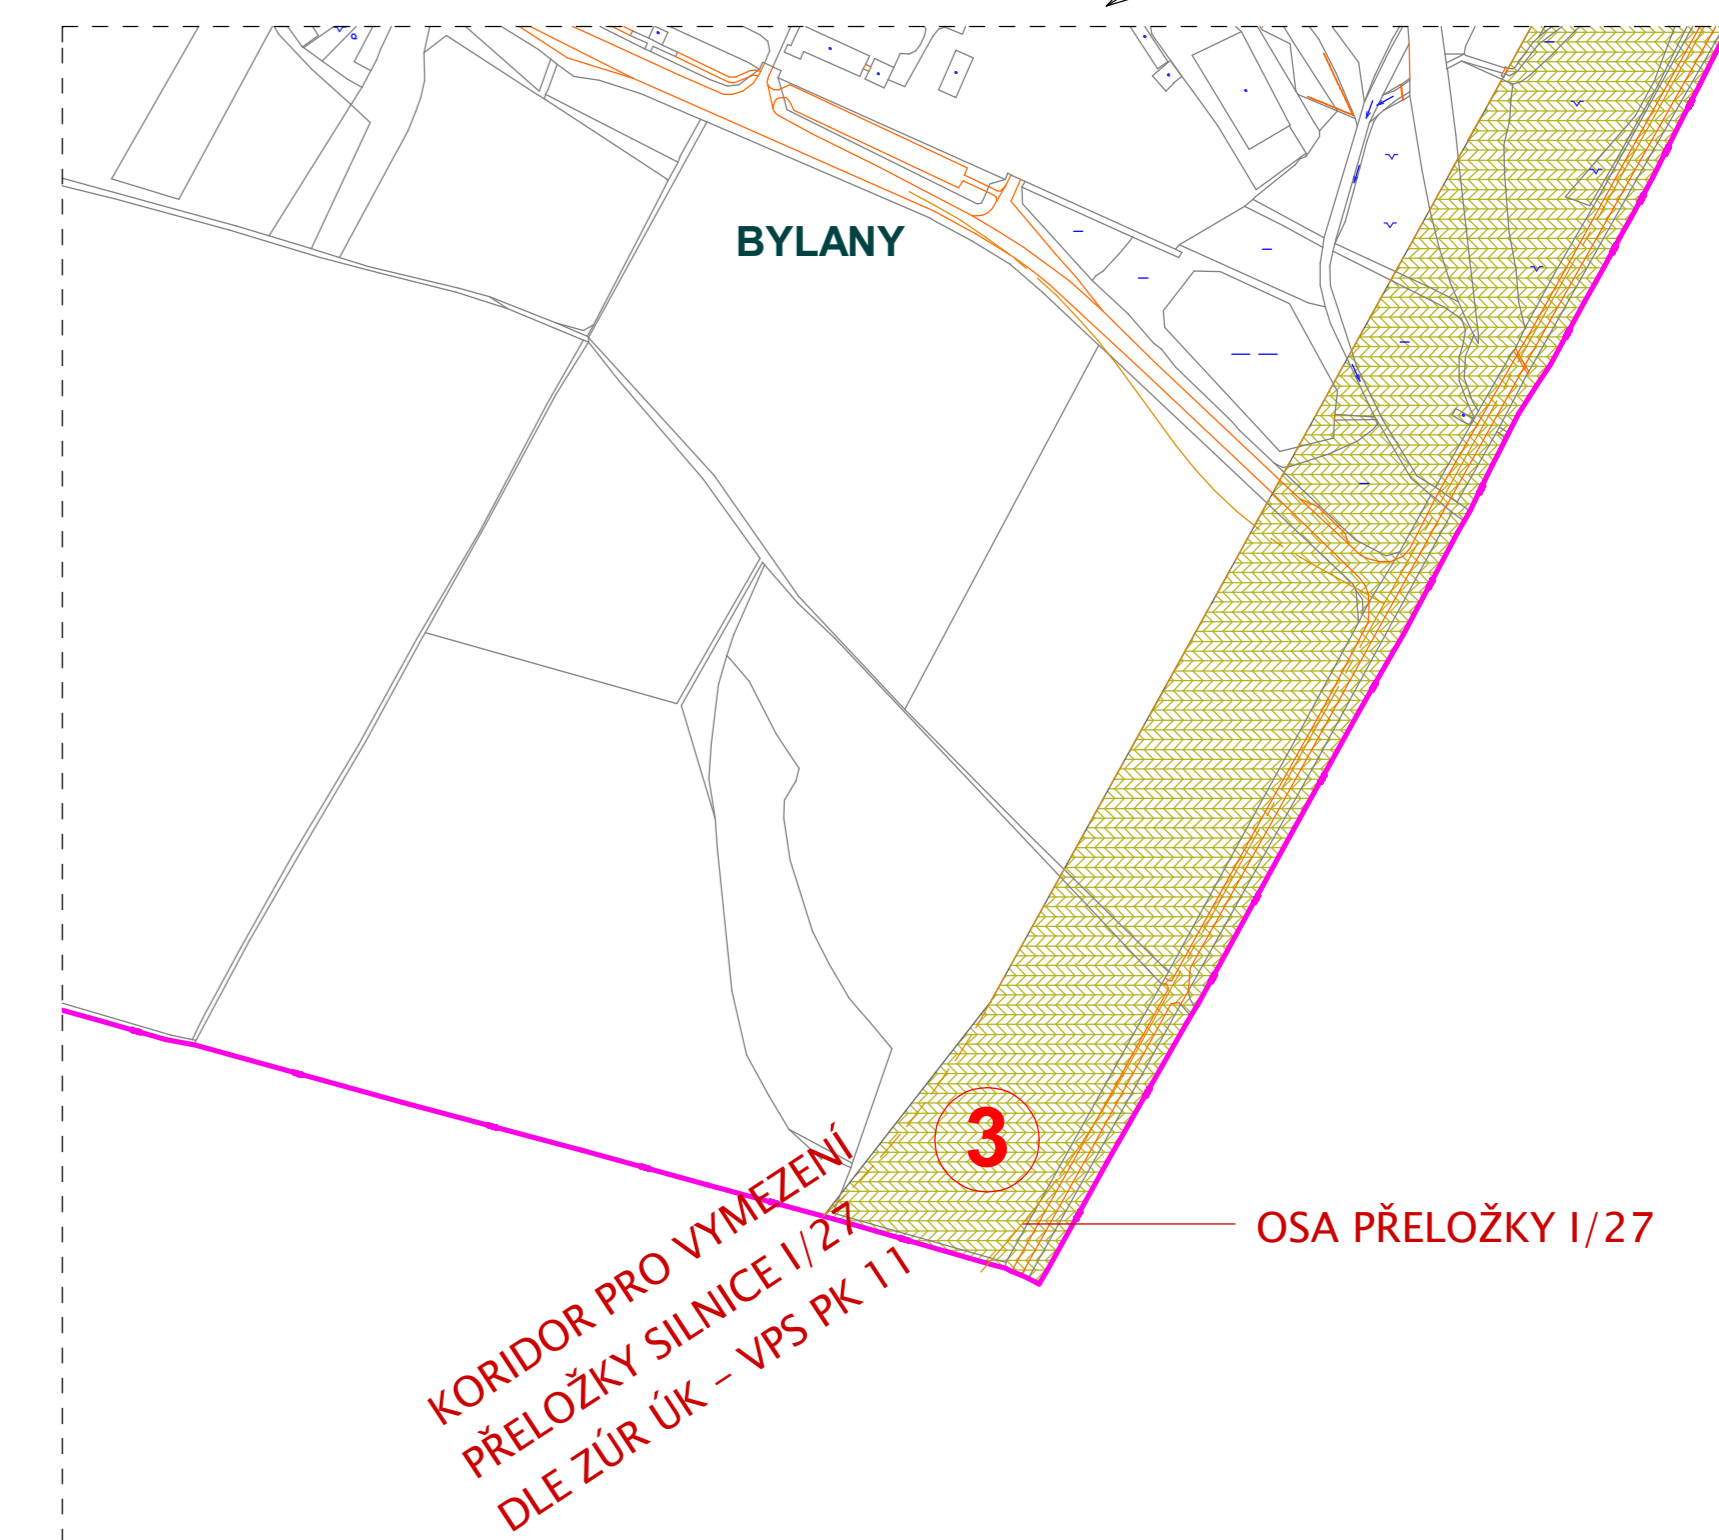 BYLANY
3
OSA PŘELOŽKY I/27
KORIDOR PRO VYMEZENÍ
PŘELOŽKY SILNICE I/27
DLE ZÚR ÚK – VPS PK 11